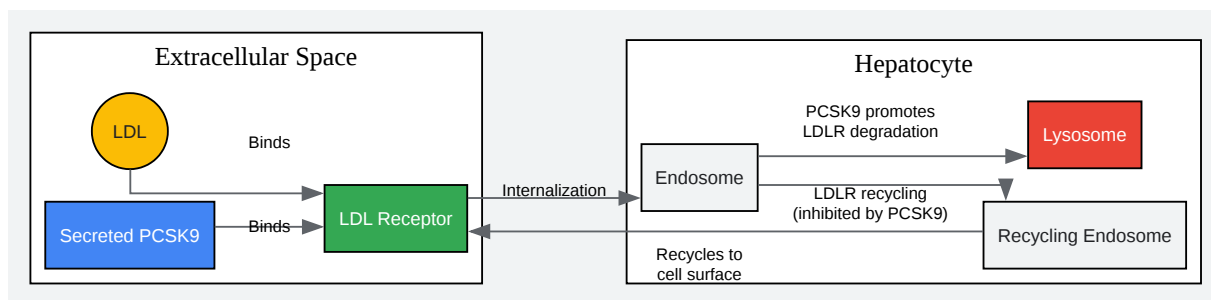 Extracellular Space
LDL
Binds
Secreted PCSK9
Binds
LDL Receptor
Internalization
Hepatocyte
Endosome
PCSK9 promotes
LDLR degradation
Lysosome
LDLR recycling
(inhibited by PCSK9)
Recycling Endosome
Recycles to
cell surface